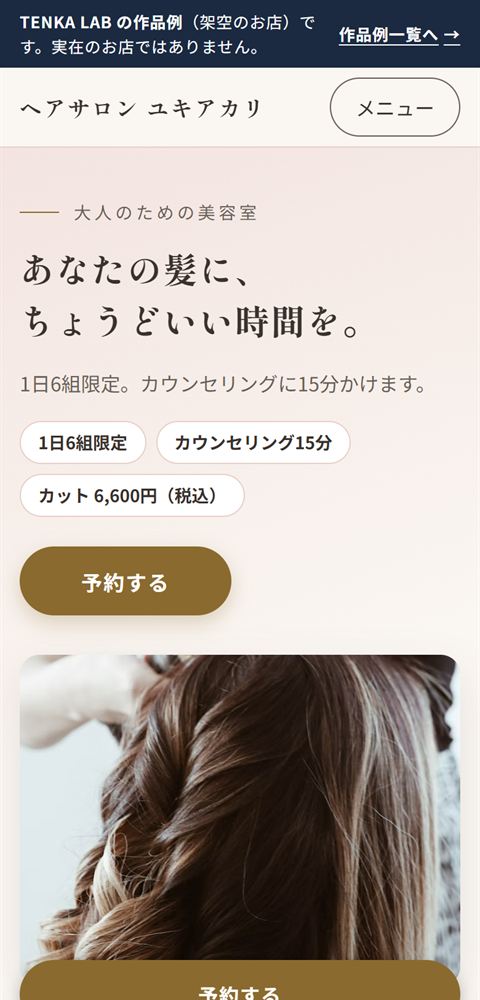 TENKA LAB の作品例（架空のお店）で
す。実在のお店ではありません。
作品例一覧へ →
ヘアサロン ユキアカリ
メニュー
大人のための美容室
あなたの髪に、
ちょうどいい時間を。
1日6組限定。カウンセリングに15分かけます。
1日6組限定
カウンセリング15分
カット 6,600円（税込）
予約する
予約する